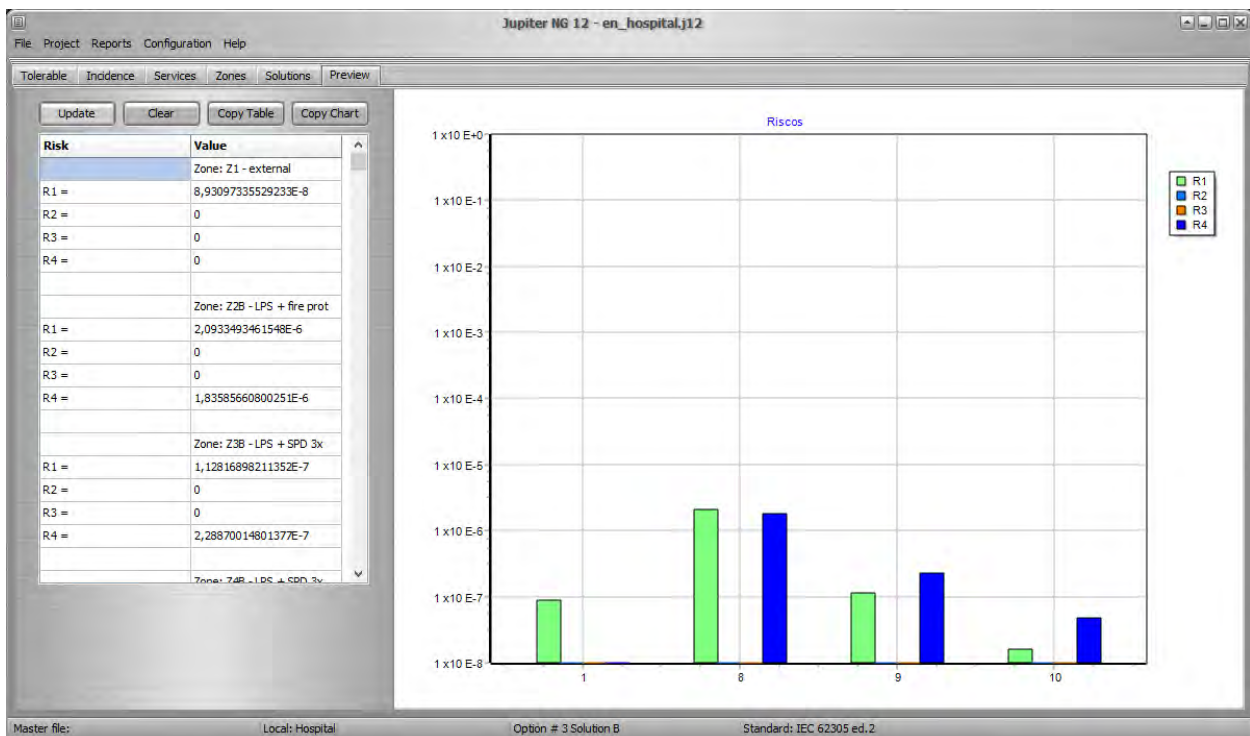 Jupiter NG 12 - en_hospital.j12
File Project Reports Configuration Help
Tolerable Incidence Services Zones Solutions Preview
Update Clear Copy Table Copy Chart
Risk Value
Zone: Z1 - external
R1 = 8,93097335529233E-8
R2 = 0
R3 = 0
R4 = 0
Zone: Z2B - LPS + fire prot
R1 = 2,0933493461548E-6
R2 = 0
R3 = 0
R4 = 1,83585660800251E-6
Zone: Z3B - LPS + SPD 3x
R1 = 1,12816898211352E-7
R2 = 0
R3 = 0
R4 = 2,28870014801377E-7
Zone: Z4B - LPS + SPD 3x
Riscos
1 x10 E+0
1 x10 E-1
1 x10 E-2
1 x10 E-3
1 x10 E-4
1 x10 E-5
1 x10 E-6
1 x10 E-7
1 x10 E-8
1 8 9 10
R1
R2
R3
R4
Master file: Local: Hospital Option # 3 Solution B Standard: IEC 62305 ed.2